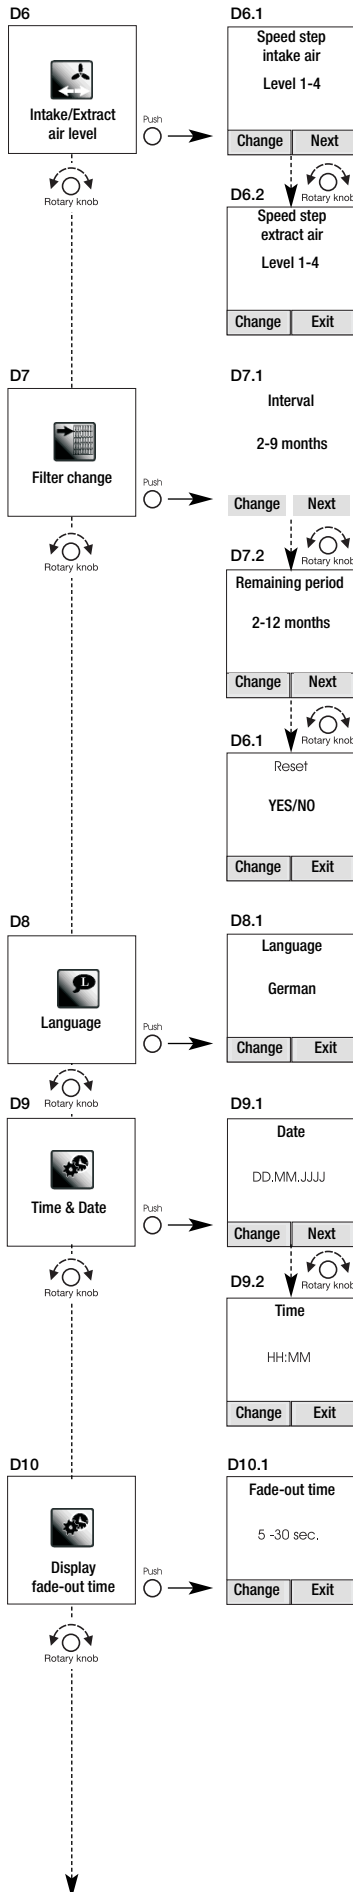 D6
Intake/Extract
air level
Push
Rotary knob
D6.1
Speed step
intake air
Level 1-4
Change Next
Rotary knob
D6.2
Speed step
extract air
Level 1-4
Change Exit
D7
Filter change
Push
Rotary knob
D7.1
Interval
2-9 months
Change Next
Rotary knob
D7.2
Remaining period
2-12 months
Change Next
Rotary knob
D6.1
Reset
YES/NO
Change Exit
D8
L
Language
Push
Rotary knob
D8.1
Language
German
Change Exit
D9
Time & Date
Push
Rotary knob
D9.1
Date
DD.MM.JJJJ
Change Next
Rotary knob
D9.2
Time
HH:MM
Change Exit
D10
Display
fade-out time
Push
Rotary knob
D10.1
Fade-out time
5 -30 sec.
Change Exit